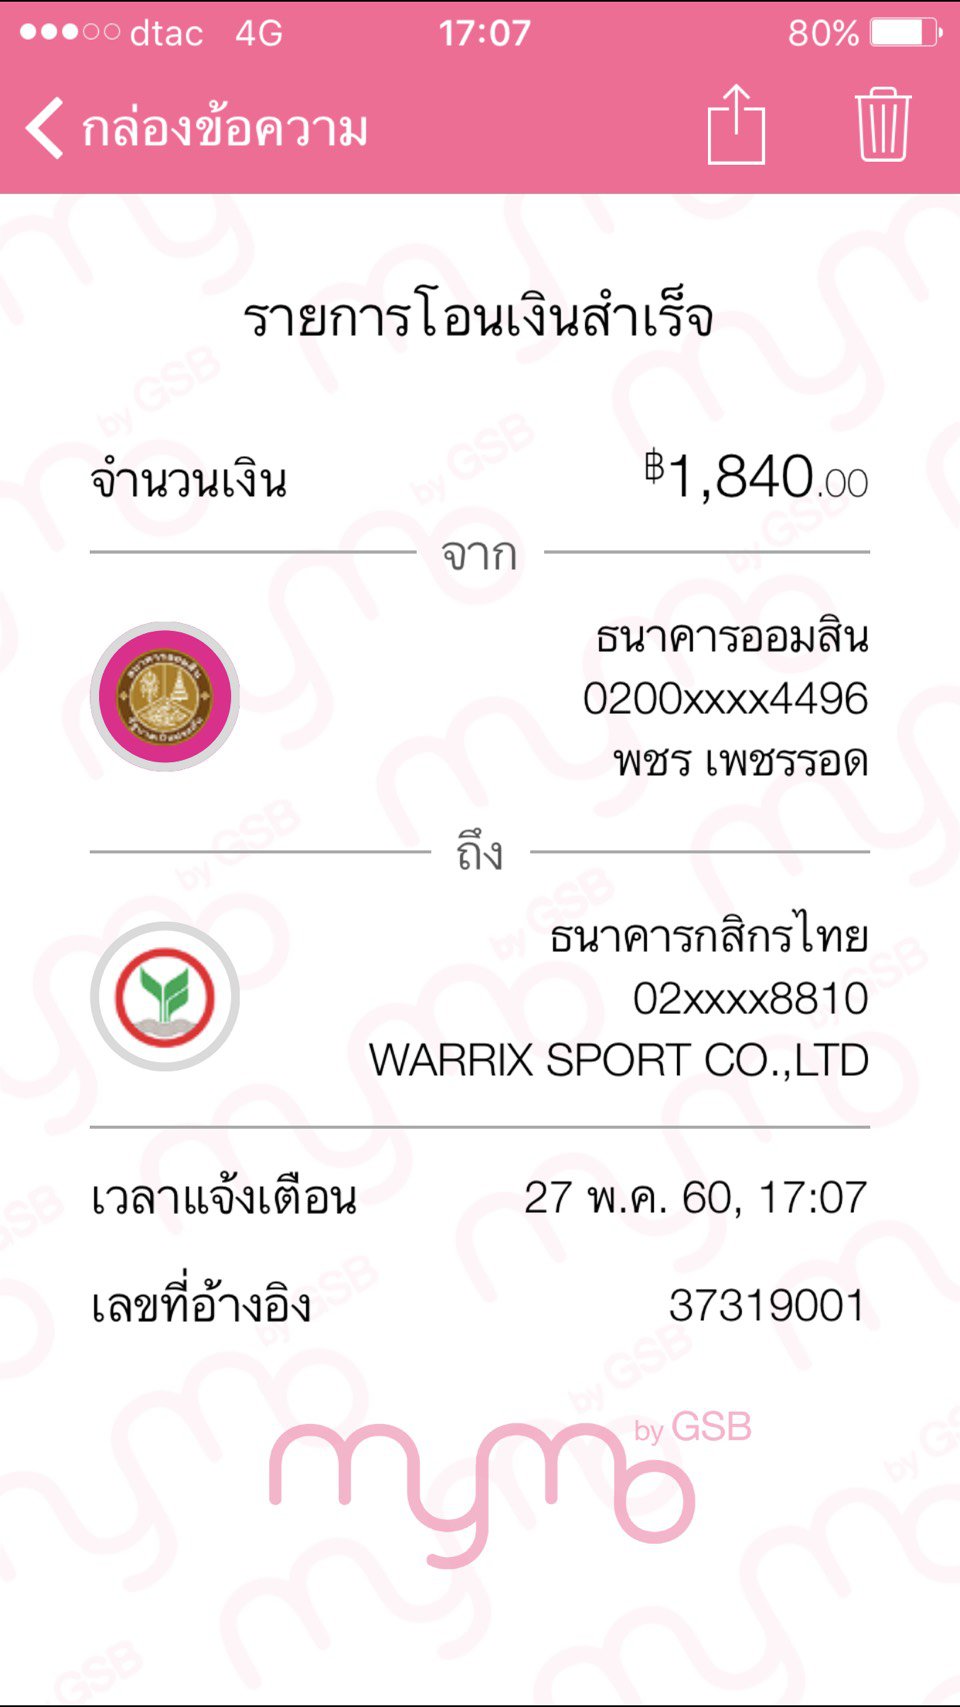 dtac 4G 17:07 80%
กล่องข้อความ
รายการโอนเงินสำเร็จ
จำนวนเงิน ฿1,840.00
จาก
ธนาคารออมสิน
0200xxxx4496
พชร เพชรรอด
ถึง
ธนาคารกสิกรไทย
02xxxx8810
WARRIX SPORT CO.,LTD
เวลาแจ้งเตือน 27 พ.ค. 60, 17:07
เลขที่อ้างอิง 37319001
mymo by GSB